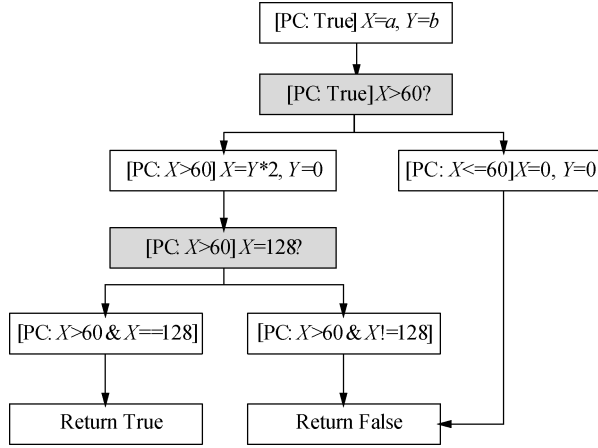 [PC: True] X=a, Y=b
[PC: True] X>60?
[PC: X>60] X=Y*2, Y=0
[PC: X<=60]X=0, Y=0
[PC: X>60] X=128?
[PC: X>60 & X==128]
[PC: X>60 & X!=128]
Return True
Return False